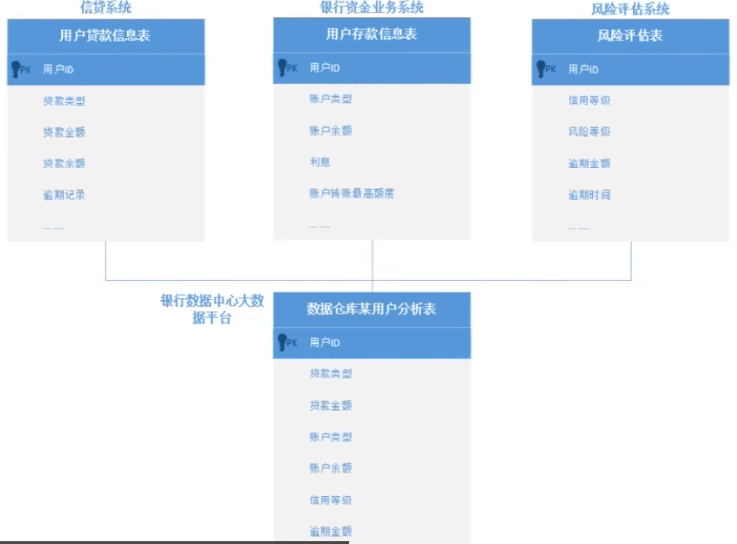 信贷系统
用户贷款信息表
PK 用户ID
贷款类型
贷款金额
贷款余额
逾期记录
... ...
银行资金业务系统
用户存款信息表
PK 用户ID
账户类型
账户余额
利息
账户转账最高额度
... ...
风险评估系统
风险评估表
PK 用户ID
信用等级
风险等级
逾期金额
逾期时间
... ...
银行数据中心大数
据平台
数据仓库某用户分析表
PK 用户ID
贷款类型
贷款金额
账户类型
账户余额
信用等级
逾期金额